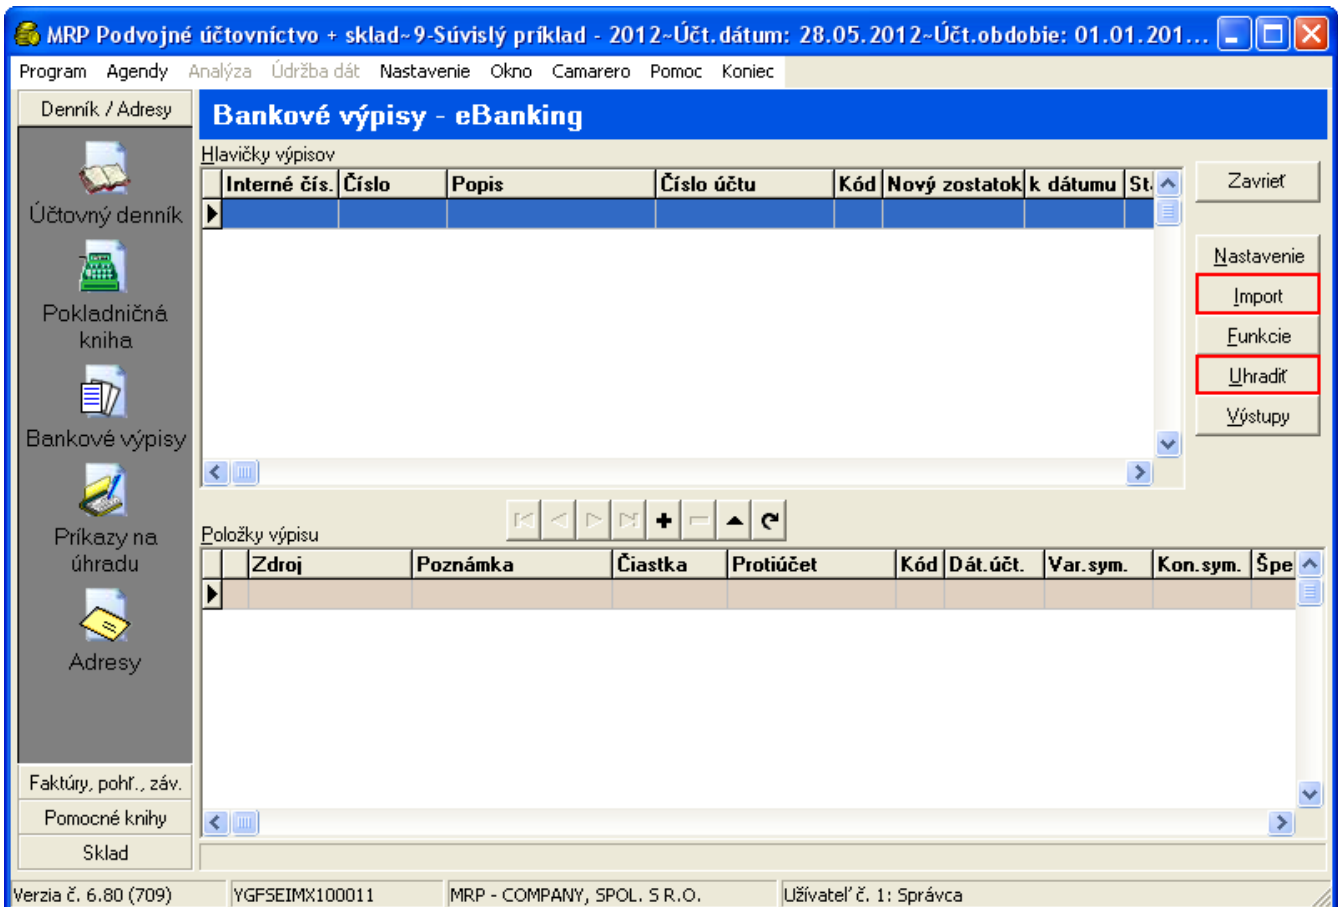 MRP Podvojné účtovníctvo + sklad~9-Súvislý príklad - 2012~Účt.dátum: 28.05.2012~Účt.obdobie: 01.01.201...
Program Agendy Analýza Údržba dát Nastavenie Okno Camarero Pomoc Koniec
Denník / Adresy
Účtovný denník
Pokladničná
kniha
Bankové výpisy
Príkazy na
úhradu
Adresy
Faktúry, pohľ., záv.
Pomocné knihy
Sklad
Bankové výpisy - eBanking
Hlavičky výpisov
Interné čís. Číslo Popis Číslo účtu Kód Nový zostatok k dátumu St.
Zavrieť
Nastavenie
Import
Funkcie
Uhradiť
Výstupy
Položky výpisu
Zdroj Poznámka Čiastka Protiúčet Kód Dát.účt. Var.sym. Kon.sym. Špe
Verzia č. 6.80 (709) YGFSEIMX100011 MRP - COMPANY, SPOL. S R.O. Užívateľ č. 1: Správca